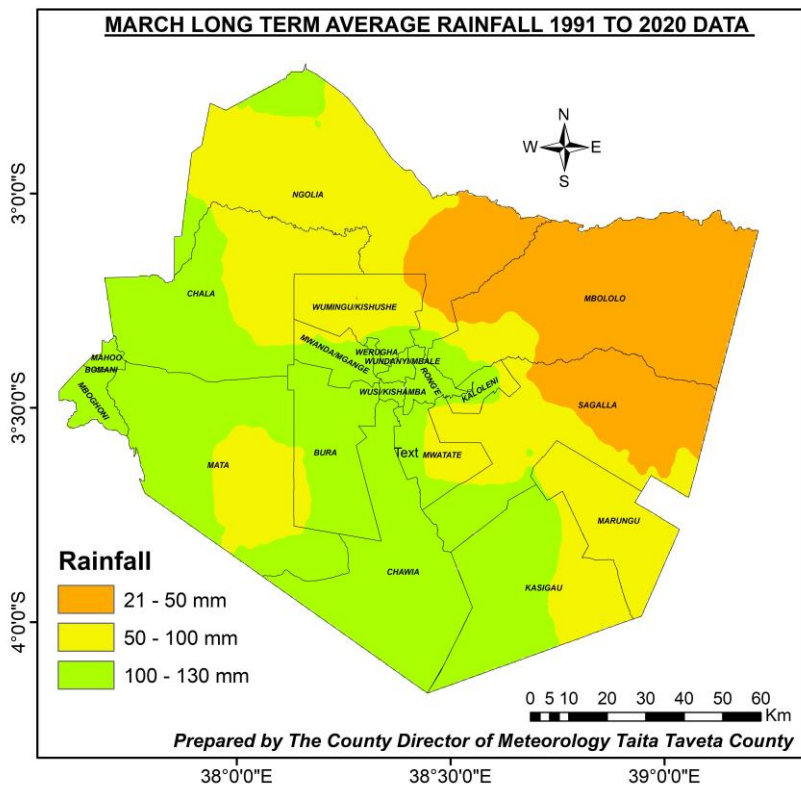 MARCH LONG TERM AVERAGE RAINFALL 1991 TO 2020 DATA
N
W E
S
3°0'0"S
3°30'0"S
4°0'0"S
NGOLIA
MBOLOLO
CHALA
WUMINGU/KISHUSHE
MWANDA/MGANGE
WERUGHA
WUNDANYI/MBALE
MAHOO
BOMANI
MBOGHONI
RONG'E
KALOLENI
WUSI/KISHAMBA
SAGALLA
BURA
Text
MWATATE
MATA
MARUNGU
CHAWIA
KASIGAU
Rainfall
21 - 50 mm
50 - 100 mm
100 - 130 mm
0 5 10 20 30 40 50 60
Km
Prepared by The County Director of Meteorology Taita Taveta County
38°0'0"E
38°30'0"E
39°0'0"E